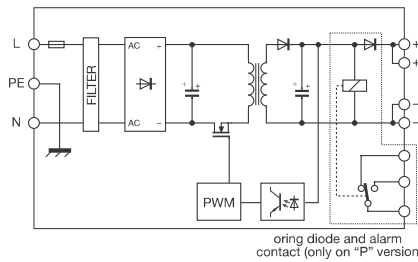 L
PE
N
FILTER
AC
+
AC
−
+
+
+
+
+
+
−
−
PWM
oring diode and alarm
contact (only on "P" version